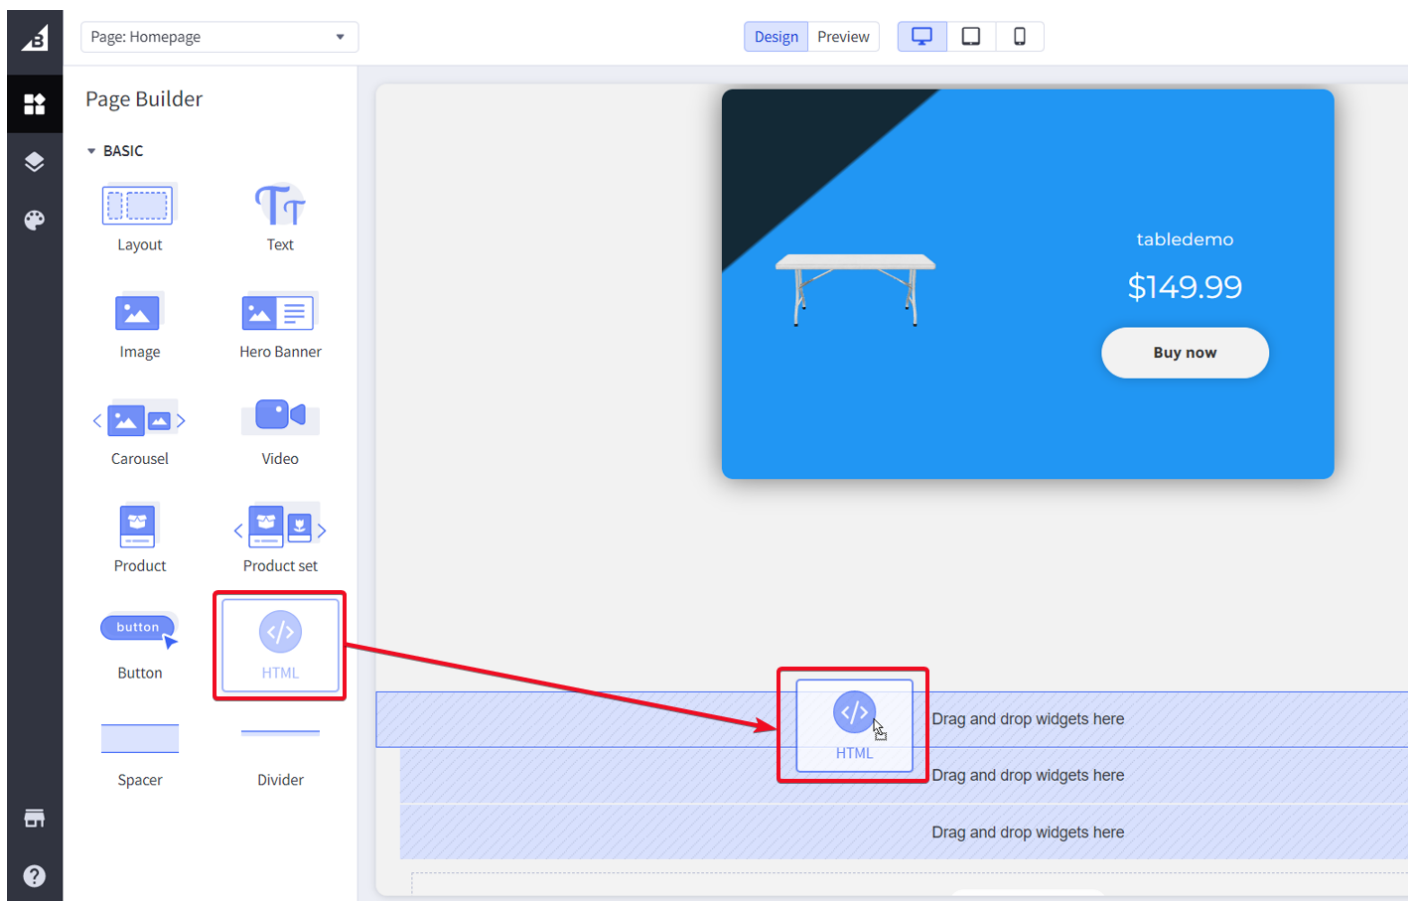 Page: Homepage
Design
Preview
Page Builder
BASIC
Layout
Text
Image
Hero Banner
Carousel
Video
Product
Product set
button
Button
HTML
Spacer
Divider
tabledemo
$149.99
Buy now
HTML
Drag and drop widgets here
Drag and drop widgets here
Drag and drop widgets here